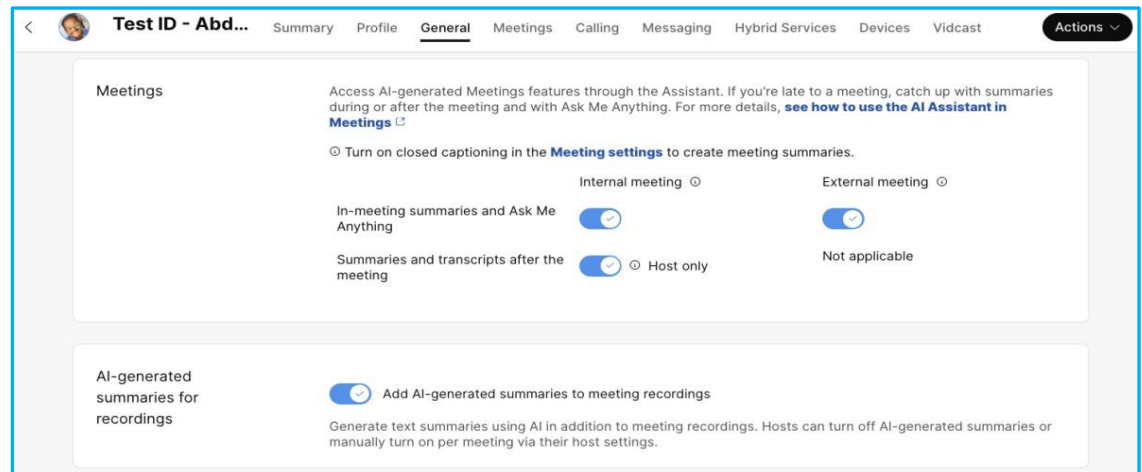 Test ID - Abd... Summary Profile General Meetings Calling Messaging Hybrid Services Devices Vidcast Actions
Meetings
Access AI-generated Meetings features through the Assistant. If you're late to a meeting, catch up with summaries
during or after the meeting and with Ask Me Anything. For more details, see how to use the AI Assistant in
Meetings
Turn on closed captioning in the Meeting settings to create meeting summaries.
Internal meeting External meeting
In-meeting summaries and Ask Me
Anything
Summaries and transcripts after the
meeting
Host only
Not applicable
AI-generated
summaries for
recordings
Add AI-generated summaries to meeting recordings
Generate text summaries using AI in addition to meeting recordings. Hosts can turn off AI-generated summaries or
manually turn on per meeting via their host settings.